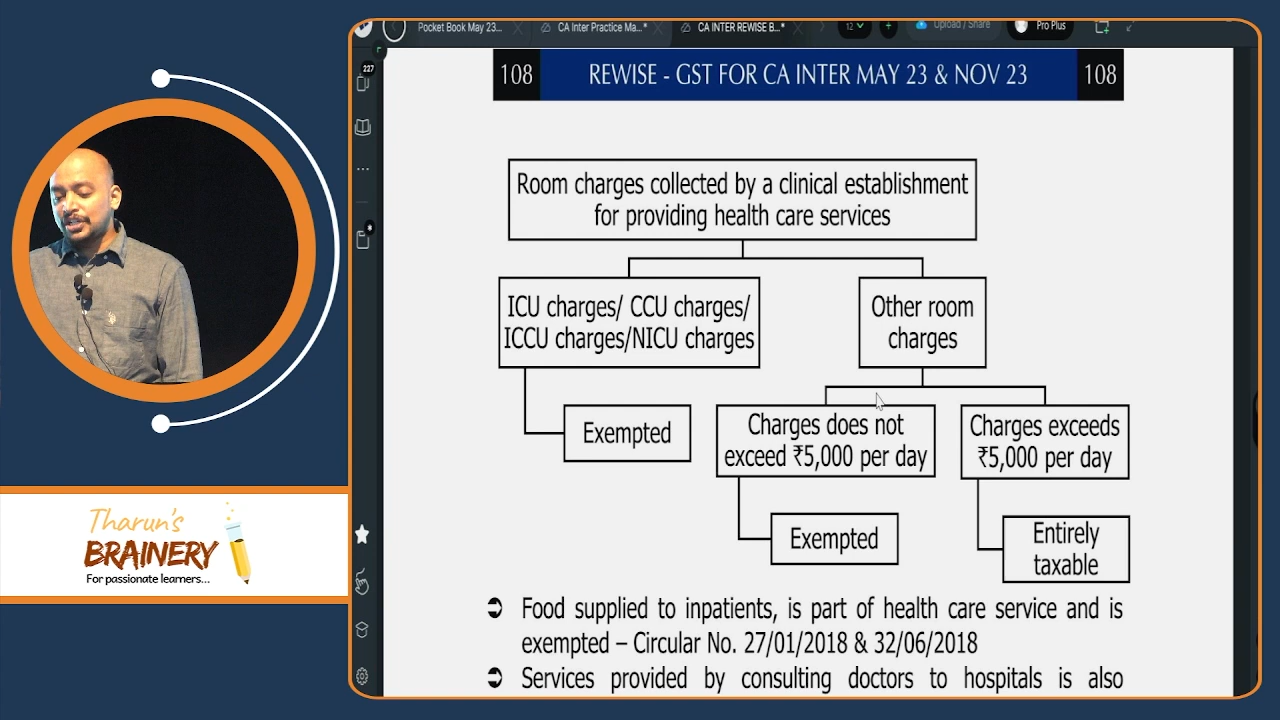 Pocket Book May 23...
CA Inter Practice Ma...*
CA INTER REWISE B...*
12
Upload / Share
Pro Plus
227
108
REWISE - GST FOR CA INTER MAY 23 & NOV 23
108
Room charges collected by a clinical establishment
for providing health care services
ICU charges/ CCU charges/
ICCU charges/NICU charges
Other room
charges
Exempted
Charges does not
exceed ₹5,000 per day
Charges exceeds
₹5,000 per day
Exempted
Entirely
taxable
Food supplied to inpatients, is part of health care service and is
exempted – Circular No. 27/01/2018 & 32/06/2018
Services provided by consulting doctors to hospitals is also
Tharun's
BRAINERY
For passionate learners...